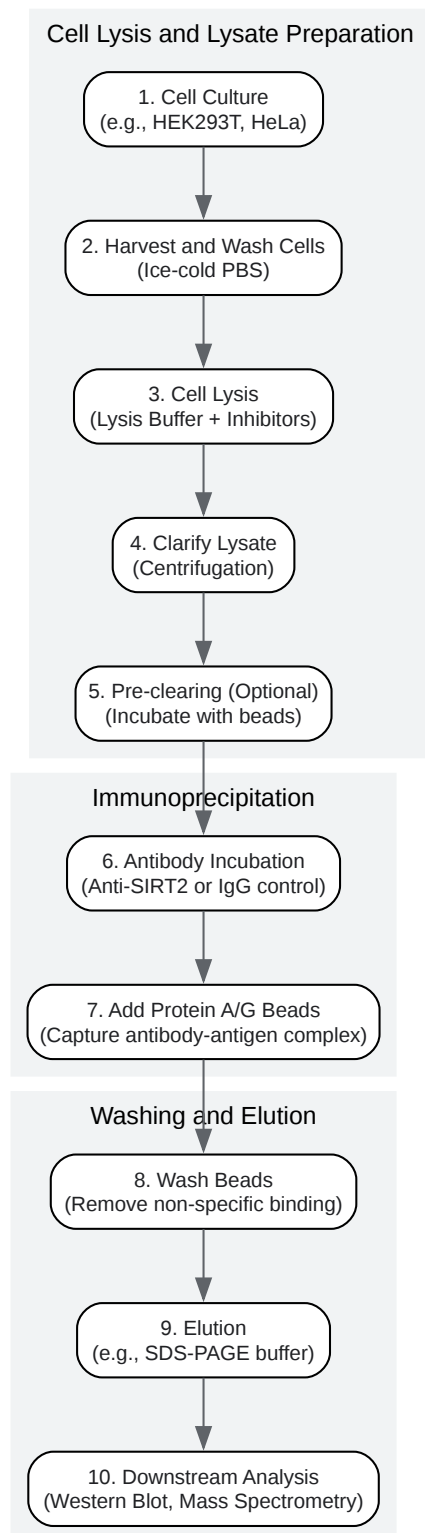 Cell Lysis and Lysate Preparation
1. Cell Culture
(e.g., HEK293T, HeLa)
2. Harvest and Wash Cells
(Ice-cold PBS)
3. Cell Lysis
(Lysis Buffer + Inhibitors)
4. Clarify Lysate
(Centrifugation)
5. Pre-clearing (Optional)
(Incubate with beads)
Immunoprecipitation
6. Antibody Incubation
(Anti-SIRT2 or IgG control)
7. Add Protein A/G Beads
(Capture antibody-antigen complex)
Washing and Elution
8. Wash Beads
(Remove non-specific binding)
9. Elution
(e.g., SDS-PAGE buffer)
10. Downstream Analysis
(Western Blot, Mass Spectrometry)